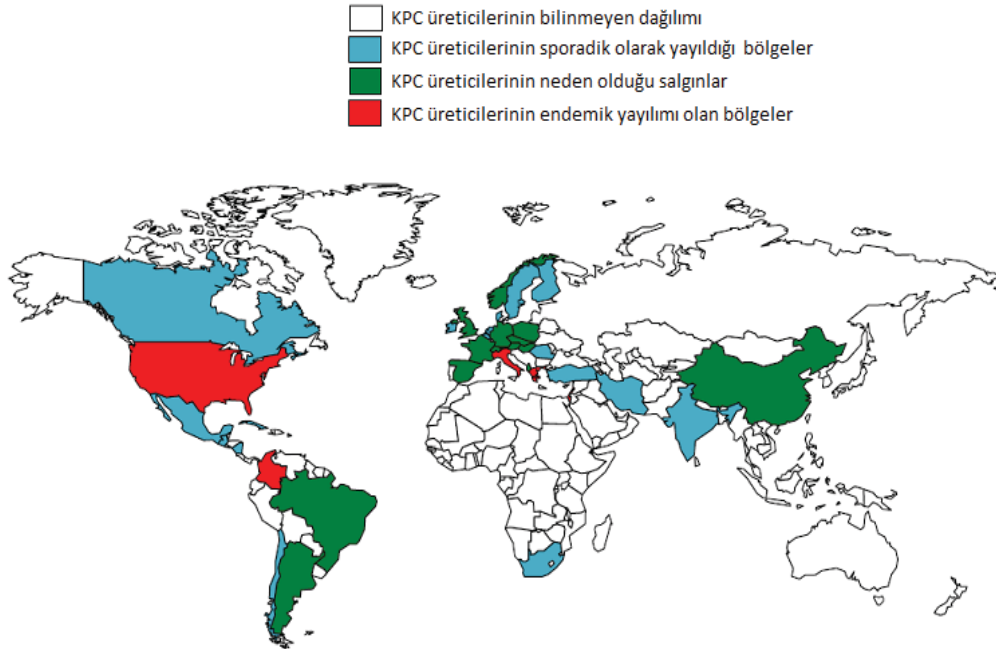 KPC üreticilerinin bilinmeyen dağılımı
KPC üreticilerinin sporadik olarak yayıldığı bölgeler
KPC üreticilerinin neden olduğu salgınlar
KPC üreticilerinin endemik yayılımı olan bölgeler